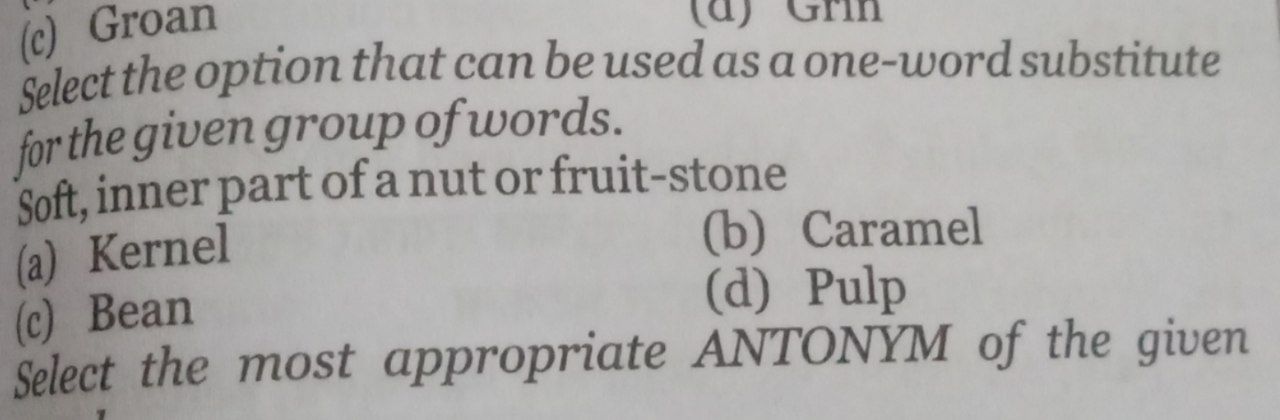 (c) Groan (d) Grin
Select the option that can be used as a one-word substitute
for the given group of words.
Soft, inner part of a nut or fruit-stone
(a) Kernel (b) Caramel
(c) Bean (d) Pulp
Select the most appropriate ANTONYM of the given